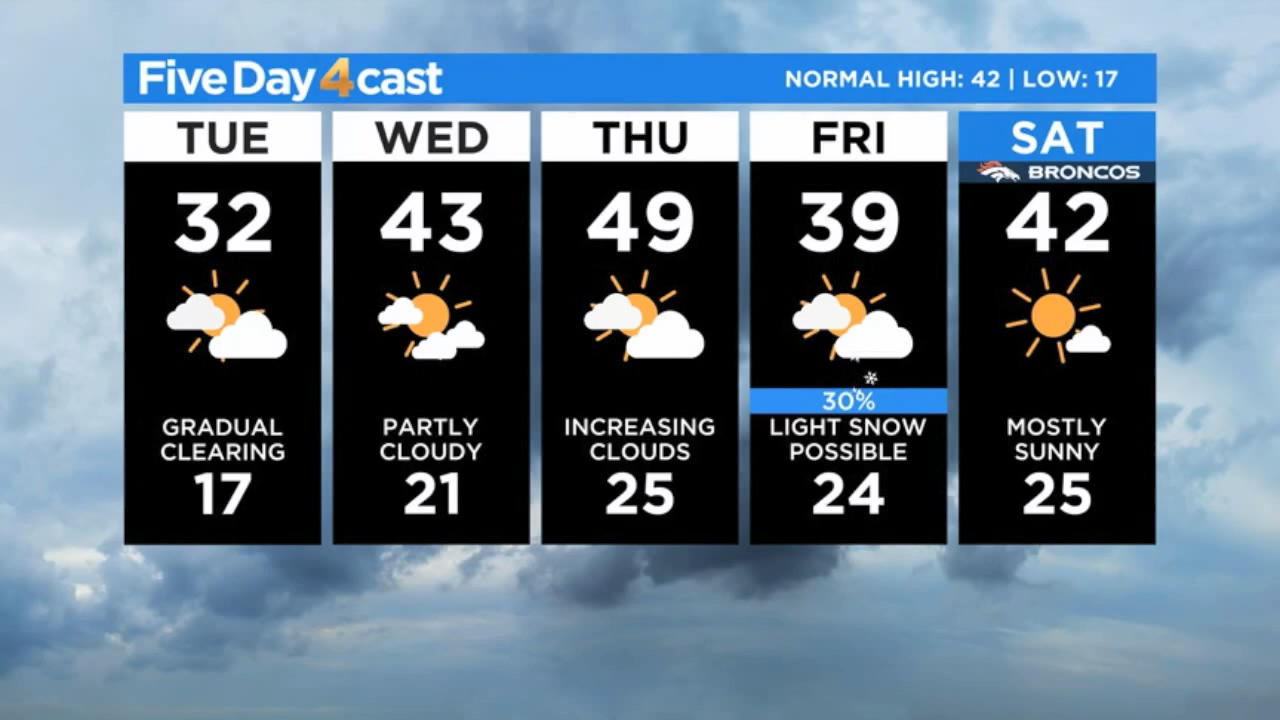 Five Day 4cast
NORMAL HIGH: 42 | LOW: 17
TUE
32
GRADUAL
CLEARING
17
WED
43
PARTLY
CLOUDY
21
THU
49
INCREASING
CLOUDS
25
FRI
39
30%
LIGHT SNOW
POSSIBLE
24
SAT
BRONCOS
42
MOSTLY
SUNNY
25